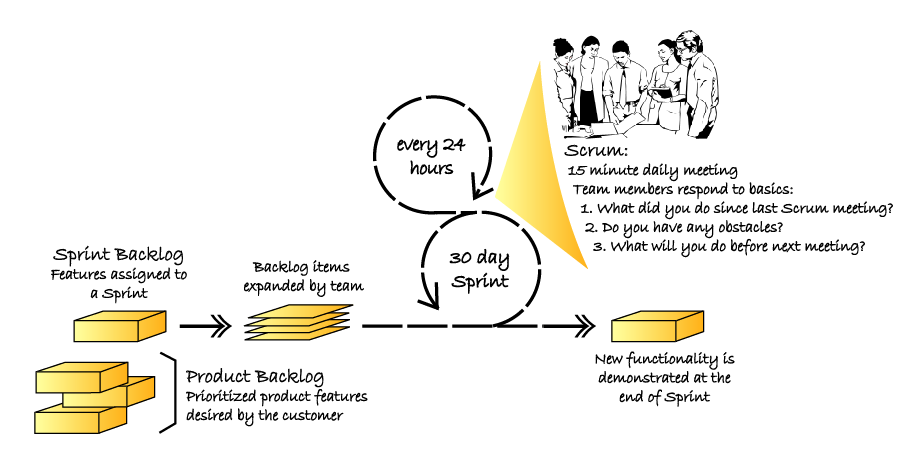 every 24
hours
Scrum:
15 minute daily meeting
Team members respond to basics:
1. What did you do since last Scrum meeting?
2. Do you have any obstacles?
3. What will you do before next meeting?
30 day
Sprint
Sprint Backlog
Features assigned to
a Sprint
Backlog items
expanded by team
New functionality is
demonstrated at the
end of Sprint
Product Backlog
Prioritized product features
desired by the customer